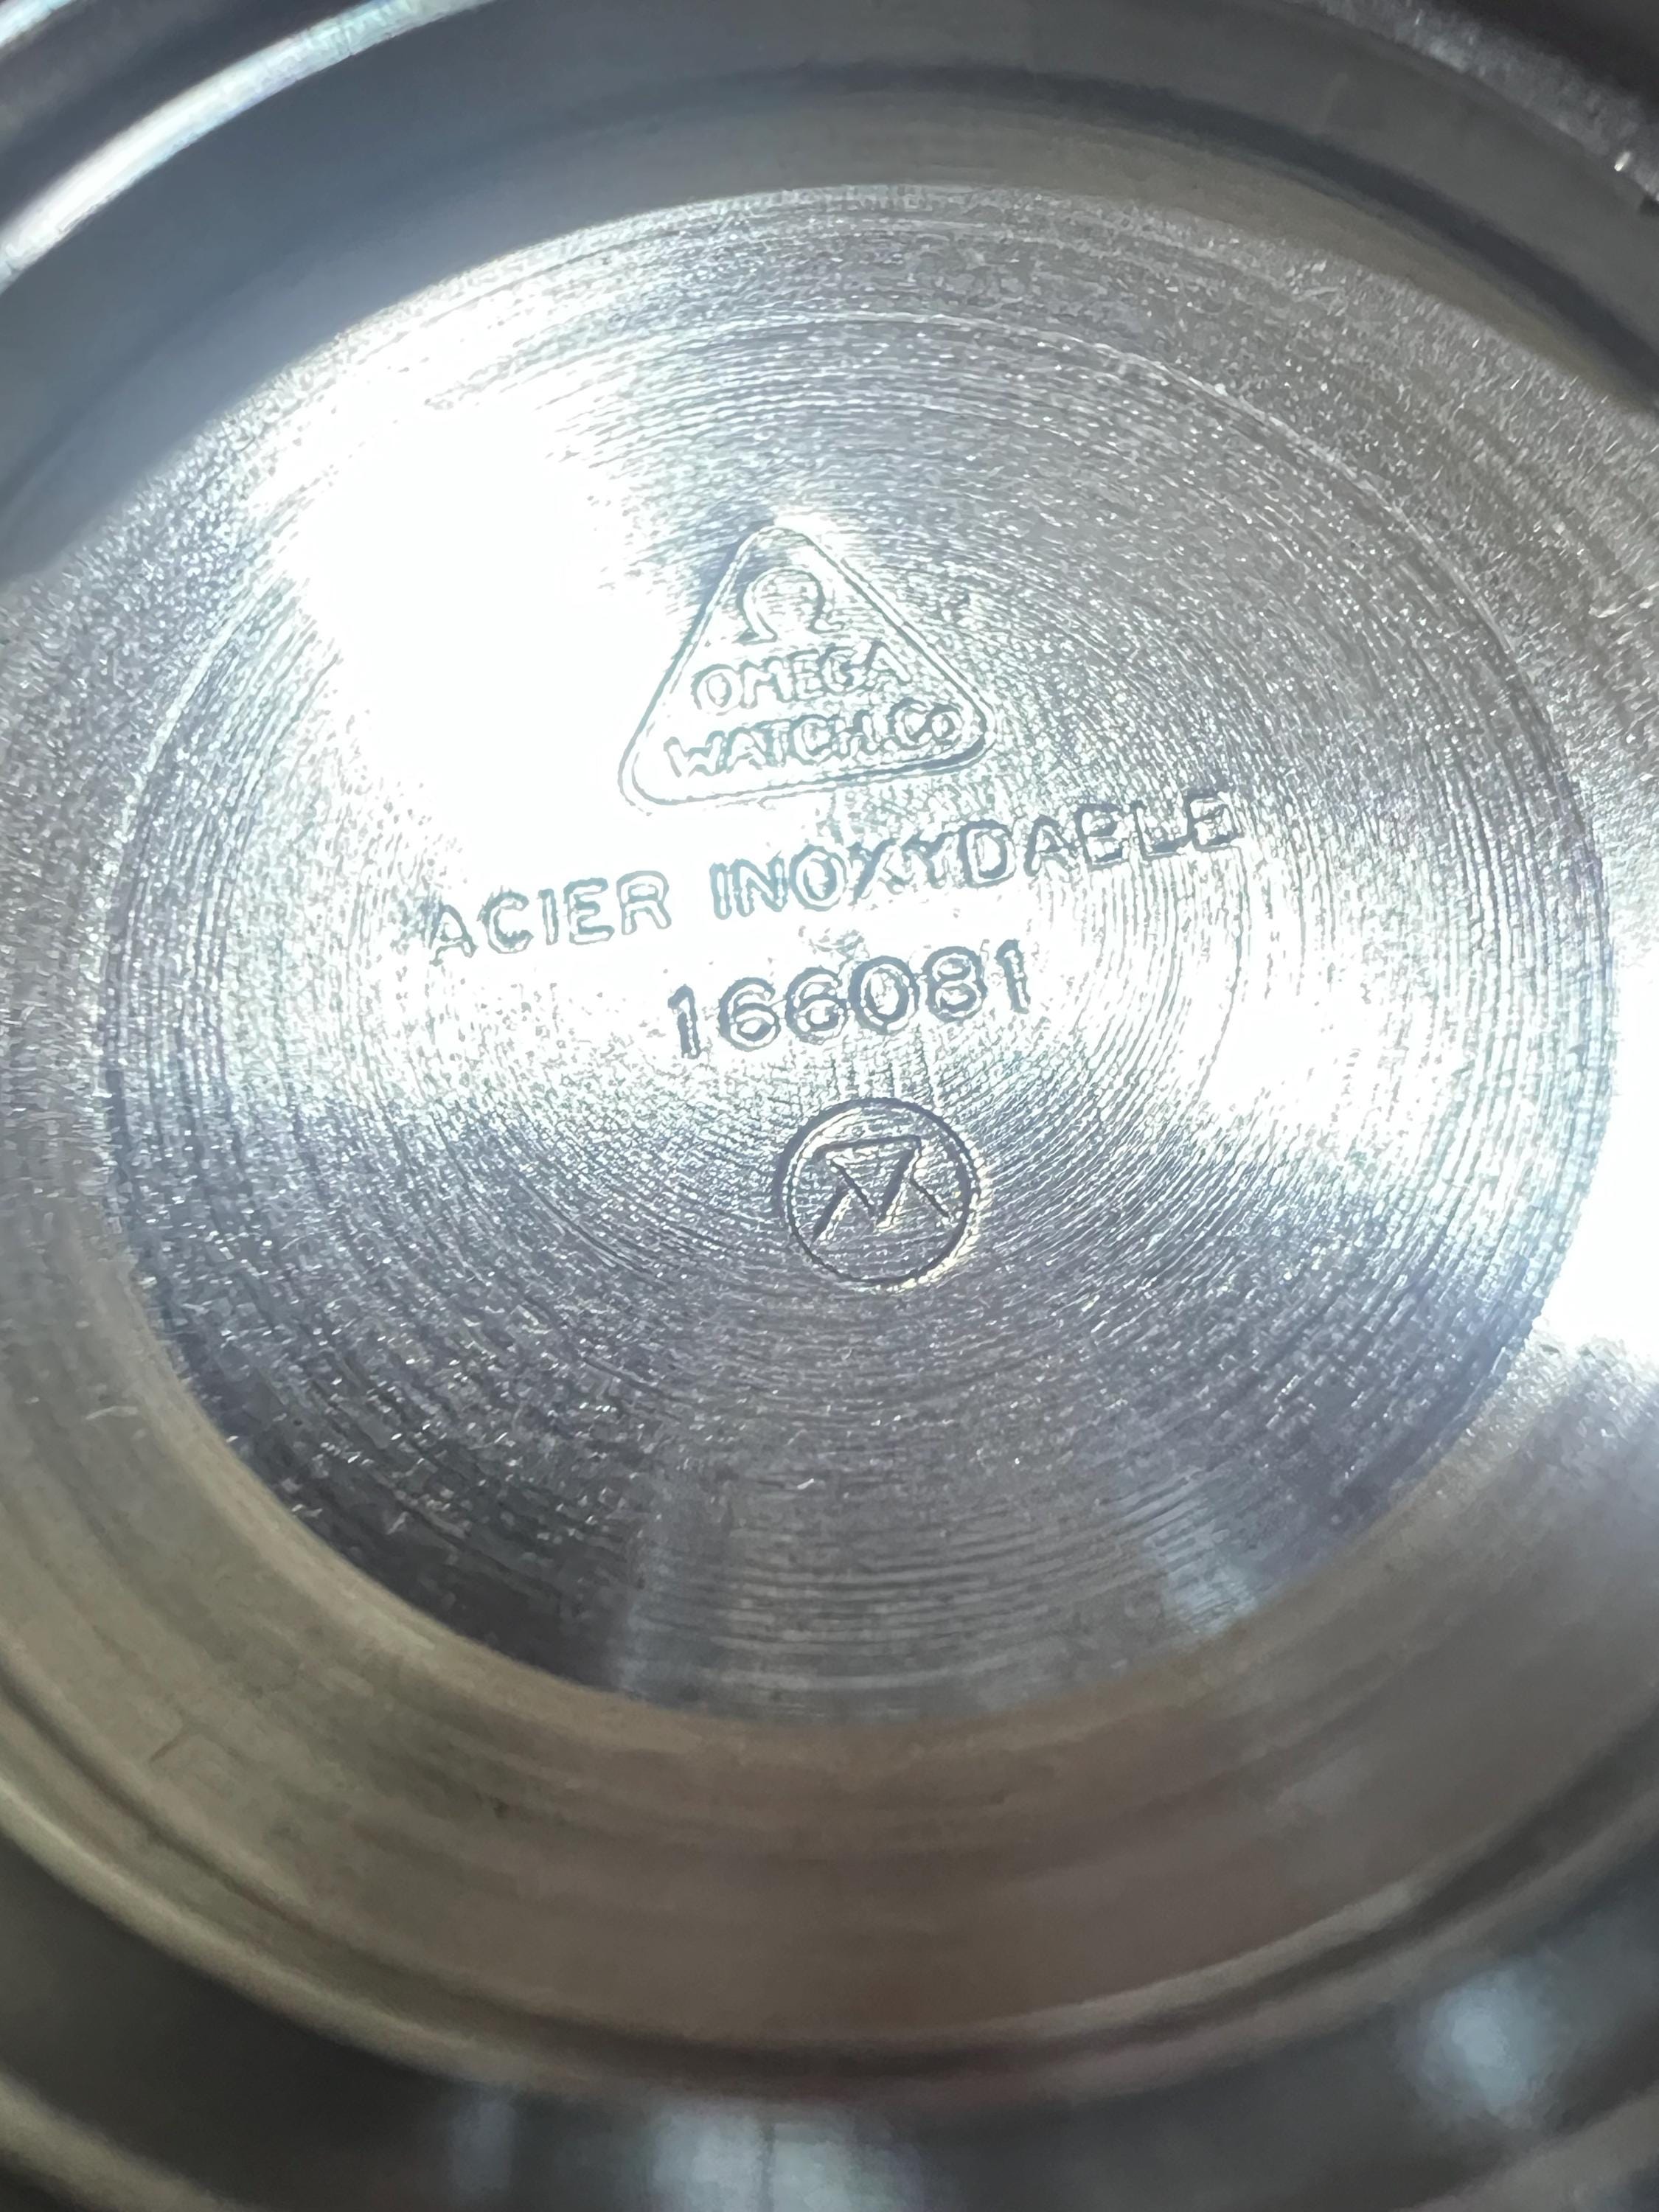 Ω
OMEGA
WATCH.Co
ACIER INOXYDABLE
166081